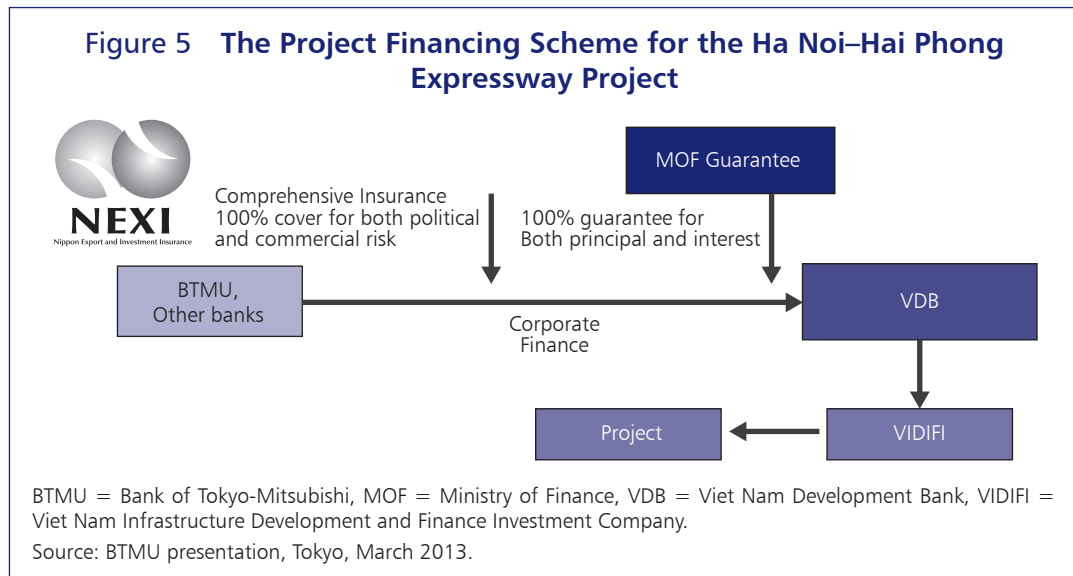 Figure 5 The Project Financing Scheme for the Ha Noi–Hai Phong
Expressway Project
NEXI
Nippon Export and Investment Insurance
Comprehensive Insurance
100% cover for both political
and commercial risk
MOF Guarantee
100% guarantee for
Both principal and interest
BTMU,
Other banks
Corporate
Finance
VDB
Project
VIDIFI
BTMU = Bank of Tokyo-Mitsubishi, MOF = Ministry of Finance, VDB = Viet Nam Development Bank, VIDIFI =
Viet Nam Infrastructure Development and Finance Investment Company.
Source: BTMU presentation, Tokyo, March 2013.